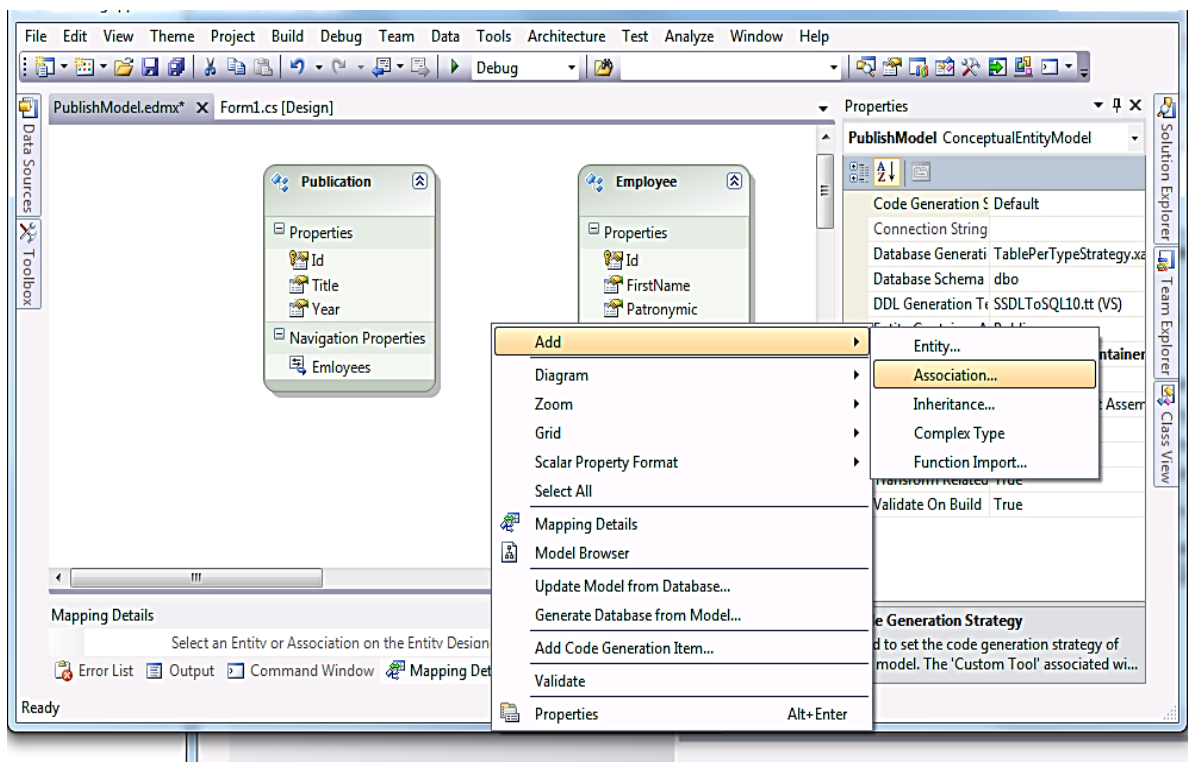 File Edit View Theme Project Build Debug Team Data Tools Architecture Test Analyze Window Help
Debug
PublishModel.edmx* X Form1.cs [Design]
Data Sources
Toolbox
Publication
Properties
Id
Title
Year
Navigation Properties
Emloyees
Employee
Properties
Id
FirstName
Patronymic
Add
Diagram
Zoom
Grid
Scalar Property Format
Select All
Mapping Details
Model Browser
Update Model from Database...
Generate Database from Model...
Add Code Generation Item...
Validate
Properties Alt+Enter
Entity...
Association...
Inheritance...
Complex Type
Function Import...
Properties
PublishModel ConceptualEntityModel
Code Generation S Default
Connection String
Database Generati TablePerTypeStrategy.xa
Database Schema dbo
DDL Generation Te SSDLToSQL10.tt (VS)
ntainer
t Assem
Transform Related True
Validate On Build True
e Generation Strategy
d to set the code generation strategy of
model. The 'Custom Tool' associated wi...
Solution Explorer
Team Explorer
Class View
Mapping Details
Select an Entity or Association on the Entity Design
Error List Output Command Window Mapping Det
Ready